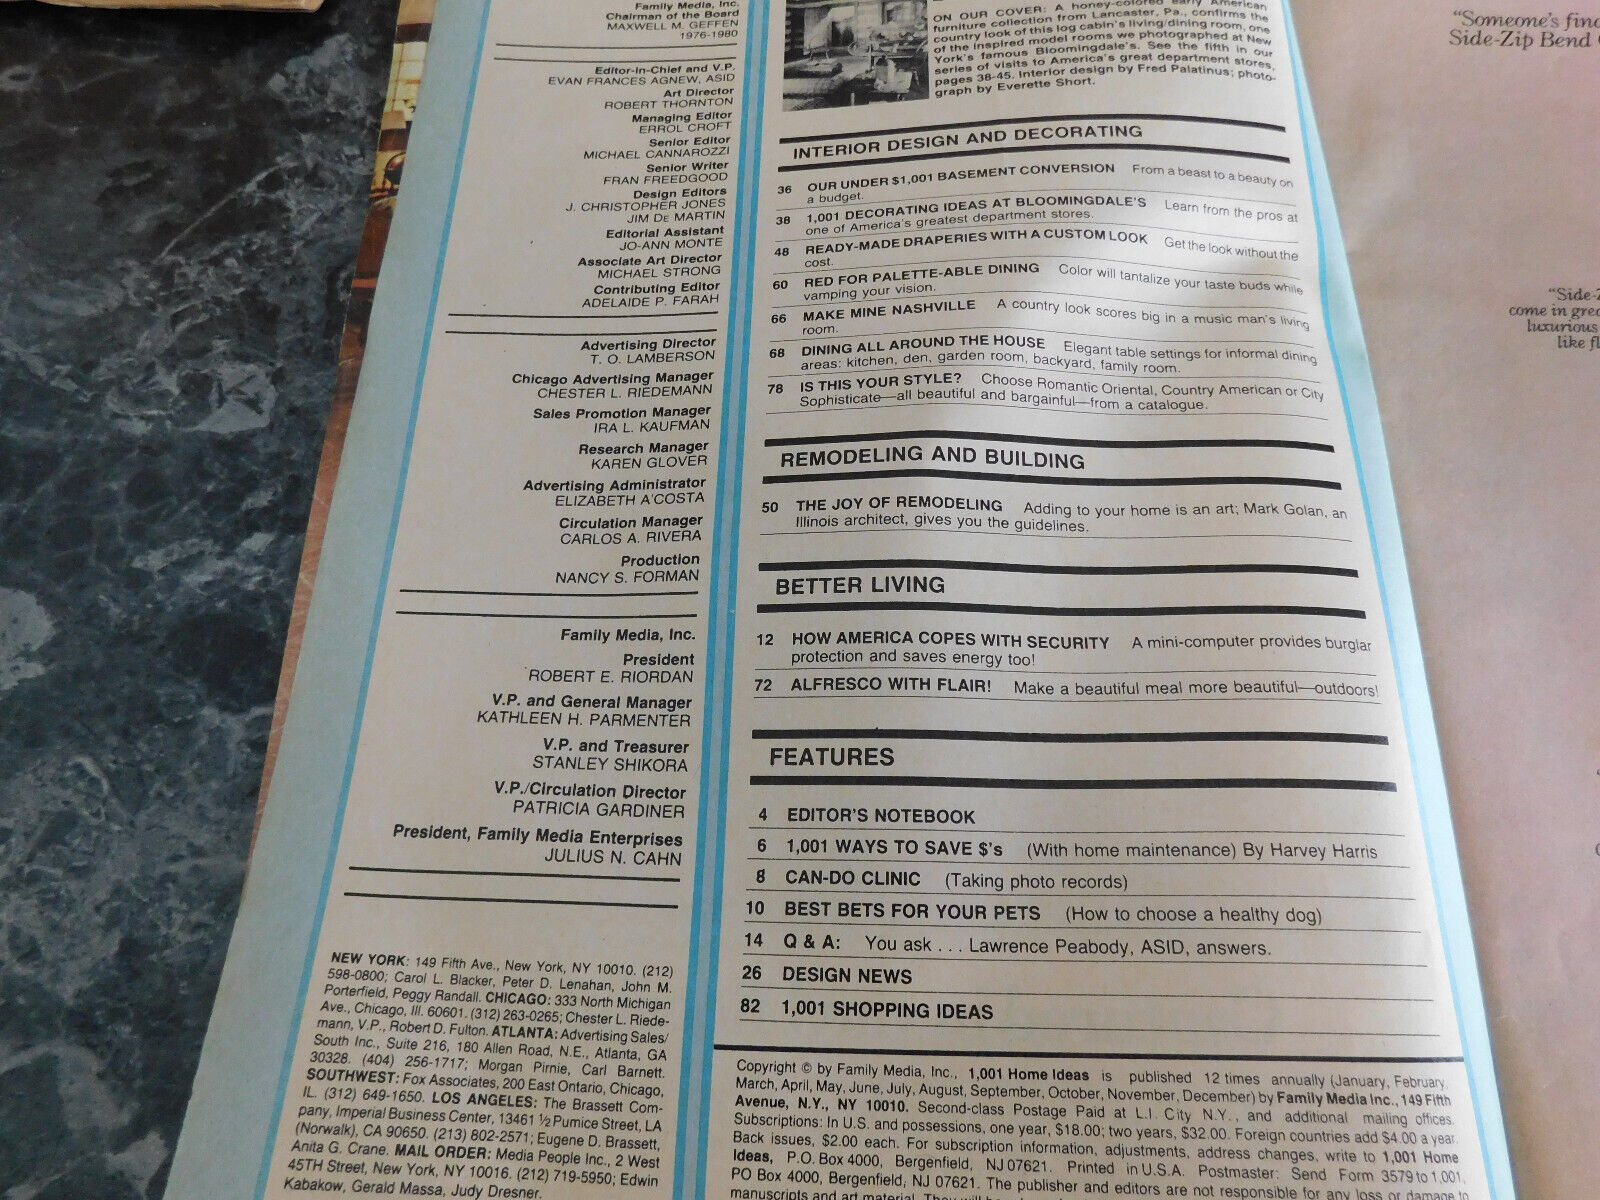 Family Media, Inc.
Chairman of the Board
MAXWELL M. GEFFEN
1976-1980
Editor-in-Chief and V.P.
EVAN FRANCES AGNEW, ASID
Art Director
ROBERT THORNTON
Managing Editor
ERROL CROFT
Senior Editor
MICHAEL CANNAROZZI
Senior Writer
FRAN FREEDGOOD
Design Editors
J. CHRISTOPHER JONES
JIM DE MARTIN
Editorial Assistant
JO-ANN MONTE
Associate Art Director
MICHAEL STRONG
Contributing Editor
ADELAIDE P. FARAH
Advertising Director
T. O. LAMBERSON
Chicago Advertising Manager
CHESTER L. RIEDEMANN
Sales Promotion Manager
IRA L. KAUFMAN
Research Manager
KAREN GLOVER
Advertising Administrator
ELIZABETH A'COSTA
Circulation Manager
CARLOS A. RIVERA
Production
NANCY S. FORMAN
Family Media, Inc.
President
ROBERT E. RIORDAN
V.P. and General Manager
KATHLEEN H. PARMENTER
V.P. and Treasurer
STANLEY SHIKORA
V.P./Circulation Director
PATRICIA GARDINER
President, Family Media Enterprises
JULIUS N. CAHN
NEW YORK: 149 Fifth Ave., New York, NY 10010. (212)
598-0800; Carol L. Blacker, Peter D. Lenahan, John M.
Porterfield, Peggy Randall. CHICAGO: 333 North Michigan
Ave., Chicago, Ill. 60601. (312) 263-0265; Chester L. Riede-
mann, V.P., Robert D. Fulton. ATLANTA: Advertising Sales/
South Inc., Suite 216, 180 Allen Road, N.E., Atlanta, GA
30328. (404) 256-1717; Morgan Pirnie, Carl Barnett.
SOUTHWEST: Fox Associates, 200 East Ontario, Chicago,
IL. (312) 649-1650. LOS ANGELES: The Brassett Com-
pany, Imperial Business Center, 13461 ½ Pumice Street, LA
(Norwalk), CA 90650. (213) 802-2571; Eugene D. Brassett,
Anita G. Crane. MAIL ORDER: Media People Inc., 2 West
45TH Street, New York, NY 10016. (212) 719-5950; Edwin
Kabakow, Gerald Massa, Judy Dresner.
ON OUR COVER: A honey-colored early American
furniture collection from Lancaster, Pa., confirms the
country look of this log cabin's living/dining room, one
of the inspired model rooms we photographed at New
York's famous Bloomingdale's. See the fifth in our
series of visits to America's great department stores,
pages 38-45. Interior design by Fred Palatinus; photo-
graph by Everette Short.
INTERIOR DESIGN AND DECORATING
36 OUR UNDER $1,001 BASEMENT CONVERSION From a beast to a beauty on
a budget.
38 1,001 DECORATING IDEAS AT BLOOMINGDALE'S Learn from the pros at
one of America's greatest department stores.
48 READY-MADE DRAPERIES WITH A CUSTOM LOOK Get the look without the
cost.
60 RED FOR PALETTE-ABLE DINING Color will tantalize your taste buds while
vamping your vision.
66 MAKE MINE NASHVILLE A country look scores big in a music man's living
room.
68 DINING ALL AROUND THE HOUSE Elegant table settings for informal dining
areas: kitchen, den, garden room, backyard, family room.
78 IS THIS YOUR STYLE? Choose Romantic Oriental, Country American or City
Sophisticate—all beautiful and bargainful—from a catalogue.
REMODELING AND BUILDING
50 THE JOY OF REMODELING Adding to your home is an art; Mark Golan, an
Illinois architect, gives you the guidelines.
BETTER LIVING
12 HOW AMERICA COPES WITH SECURITY A mini-computer provides burglar
protection and saves energy too!
72 ALFRESCO WITH FLAIR! Make a beautiful meal more beautiful—outdoors!
FEATURES
4 EDITOR'S NOTEBOOK
6 1,001 WAYS TO SAVE $'s (With home maintenance) By Harvey Harris
8 CAN-DO CLINIC (Taking photo records)
10 BEST BETS FOR YOUR PETS (How to choose a healthy dog)
14 Q & A: You ask . . . Lawrence Peabody, ASID, answers.
26 DESIGN NEWS
82 1,001 SHOPPING IDEAS
Copyright © by Family Media, Inc., 1,001 Home Ideas is published 12 times annually (January, February,
March, April, May, June, July, August, September, October, November, December) by Family Media Inc., 149 Fifth
Avenue, N.Y., NY 10010. Second-class Postage Paid at L.I. City N.Y., and additional mailing offices.
Subscriptions: In U.S. and possessions, one year, $18.00; two years, $32.00. Foreign countries add $4.00 a year.
Back issues, $2.00 each. For subscription information, adjustments, address changes, write to 1,001 Home
Ideas, P.O. Box 4000, Bergenfield, NJ 07621. Printed in U.S.A. Postmaster: Send Form 3579 to 1,001,
PO Box 4000, Bergenfield, NJ 07621. The publisher and editors are not responsible for any loss or damage to
manuscripts and art material. They will
"Someone's
Side-Zip Bend
"Side-
come in
luxurious
like